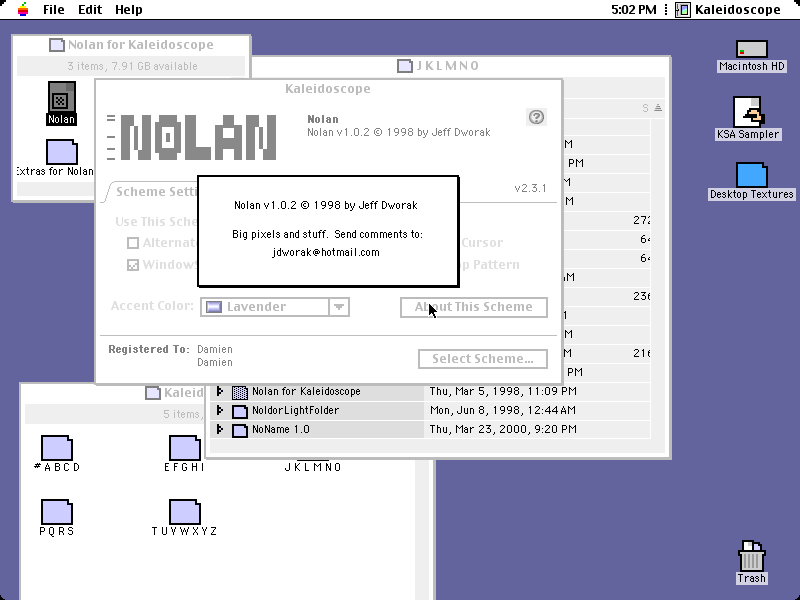 File Edit Help
5:02 PM Kaleidoscope
Nolan for Kaleidoscope
3 items, 7.91 GB available
Nolan
Extras for Nolan
J K L M N O
S
Kaleidoscope
NOLAN
Nolan
Nolan v1.0.2 © 1998 by Jeff Dworak
?
v2.3.1
Scheme Setti
Use This Sche
Alternat
Cursor
Window
p Pattern
Nolan v1.0.2 © 1998 by Jeff Dworak
Big pixels and stuff. Send comments to:
jdworak@hotmail.com
Accent Color: Lavender
About This Scheme
Registered To: Damien
Damien
Select Scheme...
M
PM
M
M
272
64
64
M
236
1
M
M 216
PM
Nolan for Kaleidoscope Thu, Mar 5, 1998, 11:09 PM
NoldorLightFolder Mon, Jun 8, 1998, 12:44 AM
NoName 1.0 Thu, Mar 23, 2000, 9:20 PM
Kaleid
5 items,
#ABCD
EFGHI
JKLMNO
PQRS
TUYWXYZ
Macintosh HD
KSA Sampler
Desktop Textures
Trash